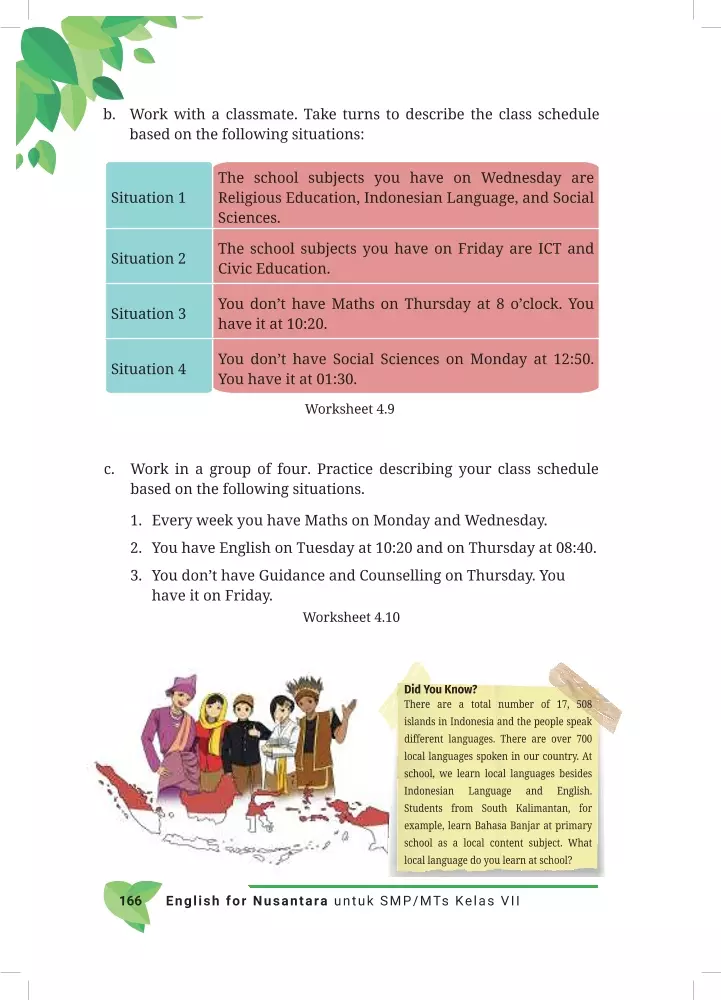 b. Work with a classmate. Take turns to describe the class schedule
based on the following situations:
Situation 1
The school subjects you have on Wednesday are
Religious Education, Indonesian Language, and Social
Sciences.
Situation 2
The school subjects you have on Friday are ICT and
Civic Education.
Situation 3
You don’t have Maths on Thursday at 8 o’clock. You
have it at 10:20.
Situation 4
You don’t have Social Sciences on Monday at 12:50.
You have it at 01:30.
Worksheet 4.9
c. Work in a group of four. Practice describing your class schedule
based on the following situations.
1. Every week you have Maths on Monday and Wednesday.
2. You have English on Tuesday at 10:20 and on Thursday at 08:40.
3. You don’t have Guidance and Counselling on Thursday. You
have it on Friday.
Worksheet 4.10
Did You Know?
There are a total number of 17, 508
islands in Indonesia and the people speak
different languages. There are over 700
local languages spoken in our country. At
school, we learn local languages besides
Indonesian Language and English.
Students from South Kalimantan, for
example, learn Bahasa Banjar at primary
school as a local content subject. What
local language do you learn at school?
166 English for Nusantara untuk SMP/MTs Kelas VII